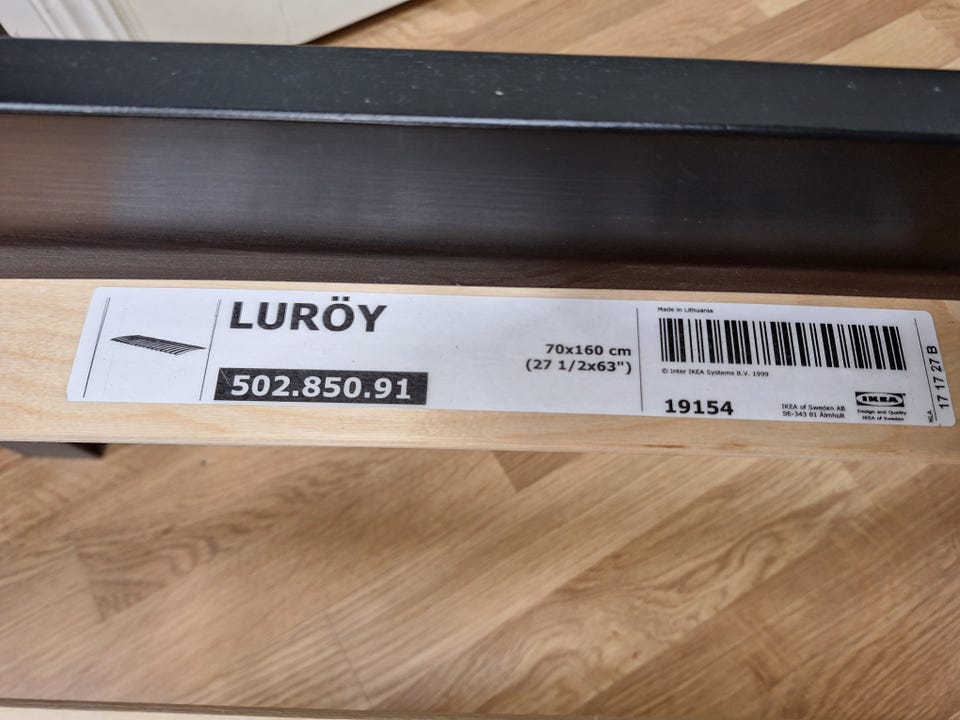 LURÖY
502.850.91
70x160 cm
(27 1/2x63")
Made in Lithuania
© Inter IKEA Systems B.V. 1999
19154
IKEA of Sweden AB
SE-343 81 Älmhult
IKEA
Design and Quality
IKEA of Sweden
NLA
17 17 27 B